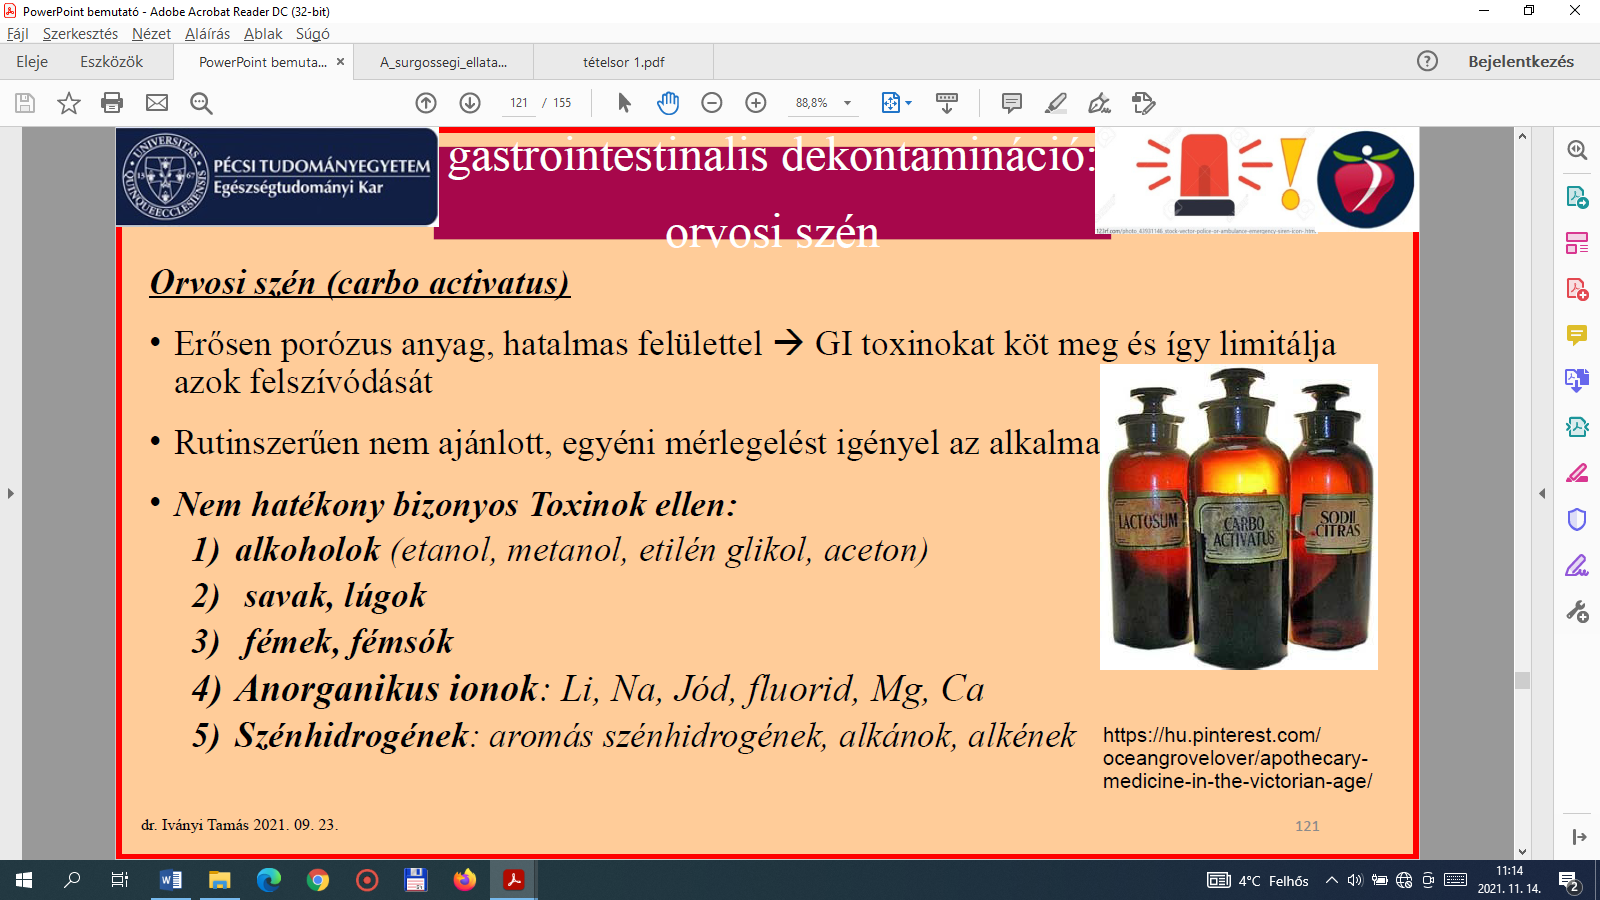 PowerPoint bemutató - Adobe Acrobat Reader DC (32-bit)
Fájl Szerkesztés Nézet Aláírás Ablak Súgó
Eleje Eszközök PowerPoint bemuta... × A_surgossegi_ellata... tételsor 1.pdf Bejelentkezés
121 / 155 88,8%
UNIVERSITAS QUINQUEECCLESIENSIS
1367
PÉCSI TUDOMÁNYEGYETEM
Egészségtudományi Kar
gastrointestinalis dekontamináció:
orvosi szén
Orvosi szén (carbo activatus)
• Erősen porózus anyag, hatalmas felülettel → GI toxinokat köt meg és így limitálja
azok felszívódását
• Rutinszerűen nem ajánlott, egyéni mérlegelést igényel az alkalma
• Nem hatékony bizonyos Toxinok ellen:
1) alkoholok (etanol, metanol, etilén glikol, aceton)
2) savak, lúgok
3) fémek, fémsók
4) Anorganikus ionok: Li, Na, Jód, fluorid, Mg, Ca
5) Szénhidrogének: aromás szénhidrogének, alkánok, alkének
LACTOSUM
CARBO
ACTIVATUS
SODII
CITRAS
https://hu.pinterest.com/
oceangrovelover/apothecary-
medicine-in-the-victorian-age/
dr. Iványi Tamás 2021. 09. 23.
121
4°C Felhős
11:14
2021. 11. 14.
2